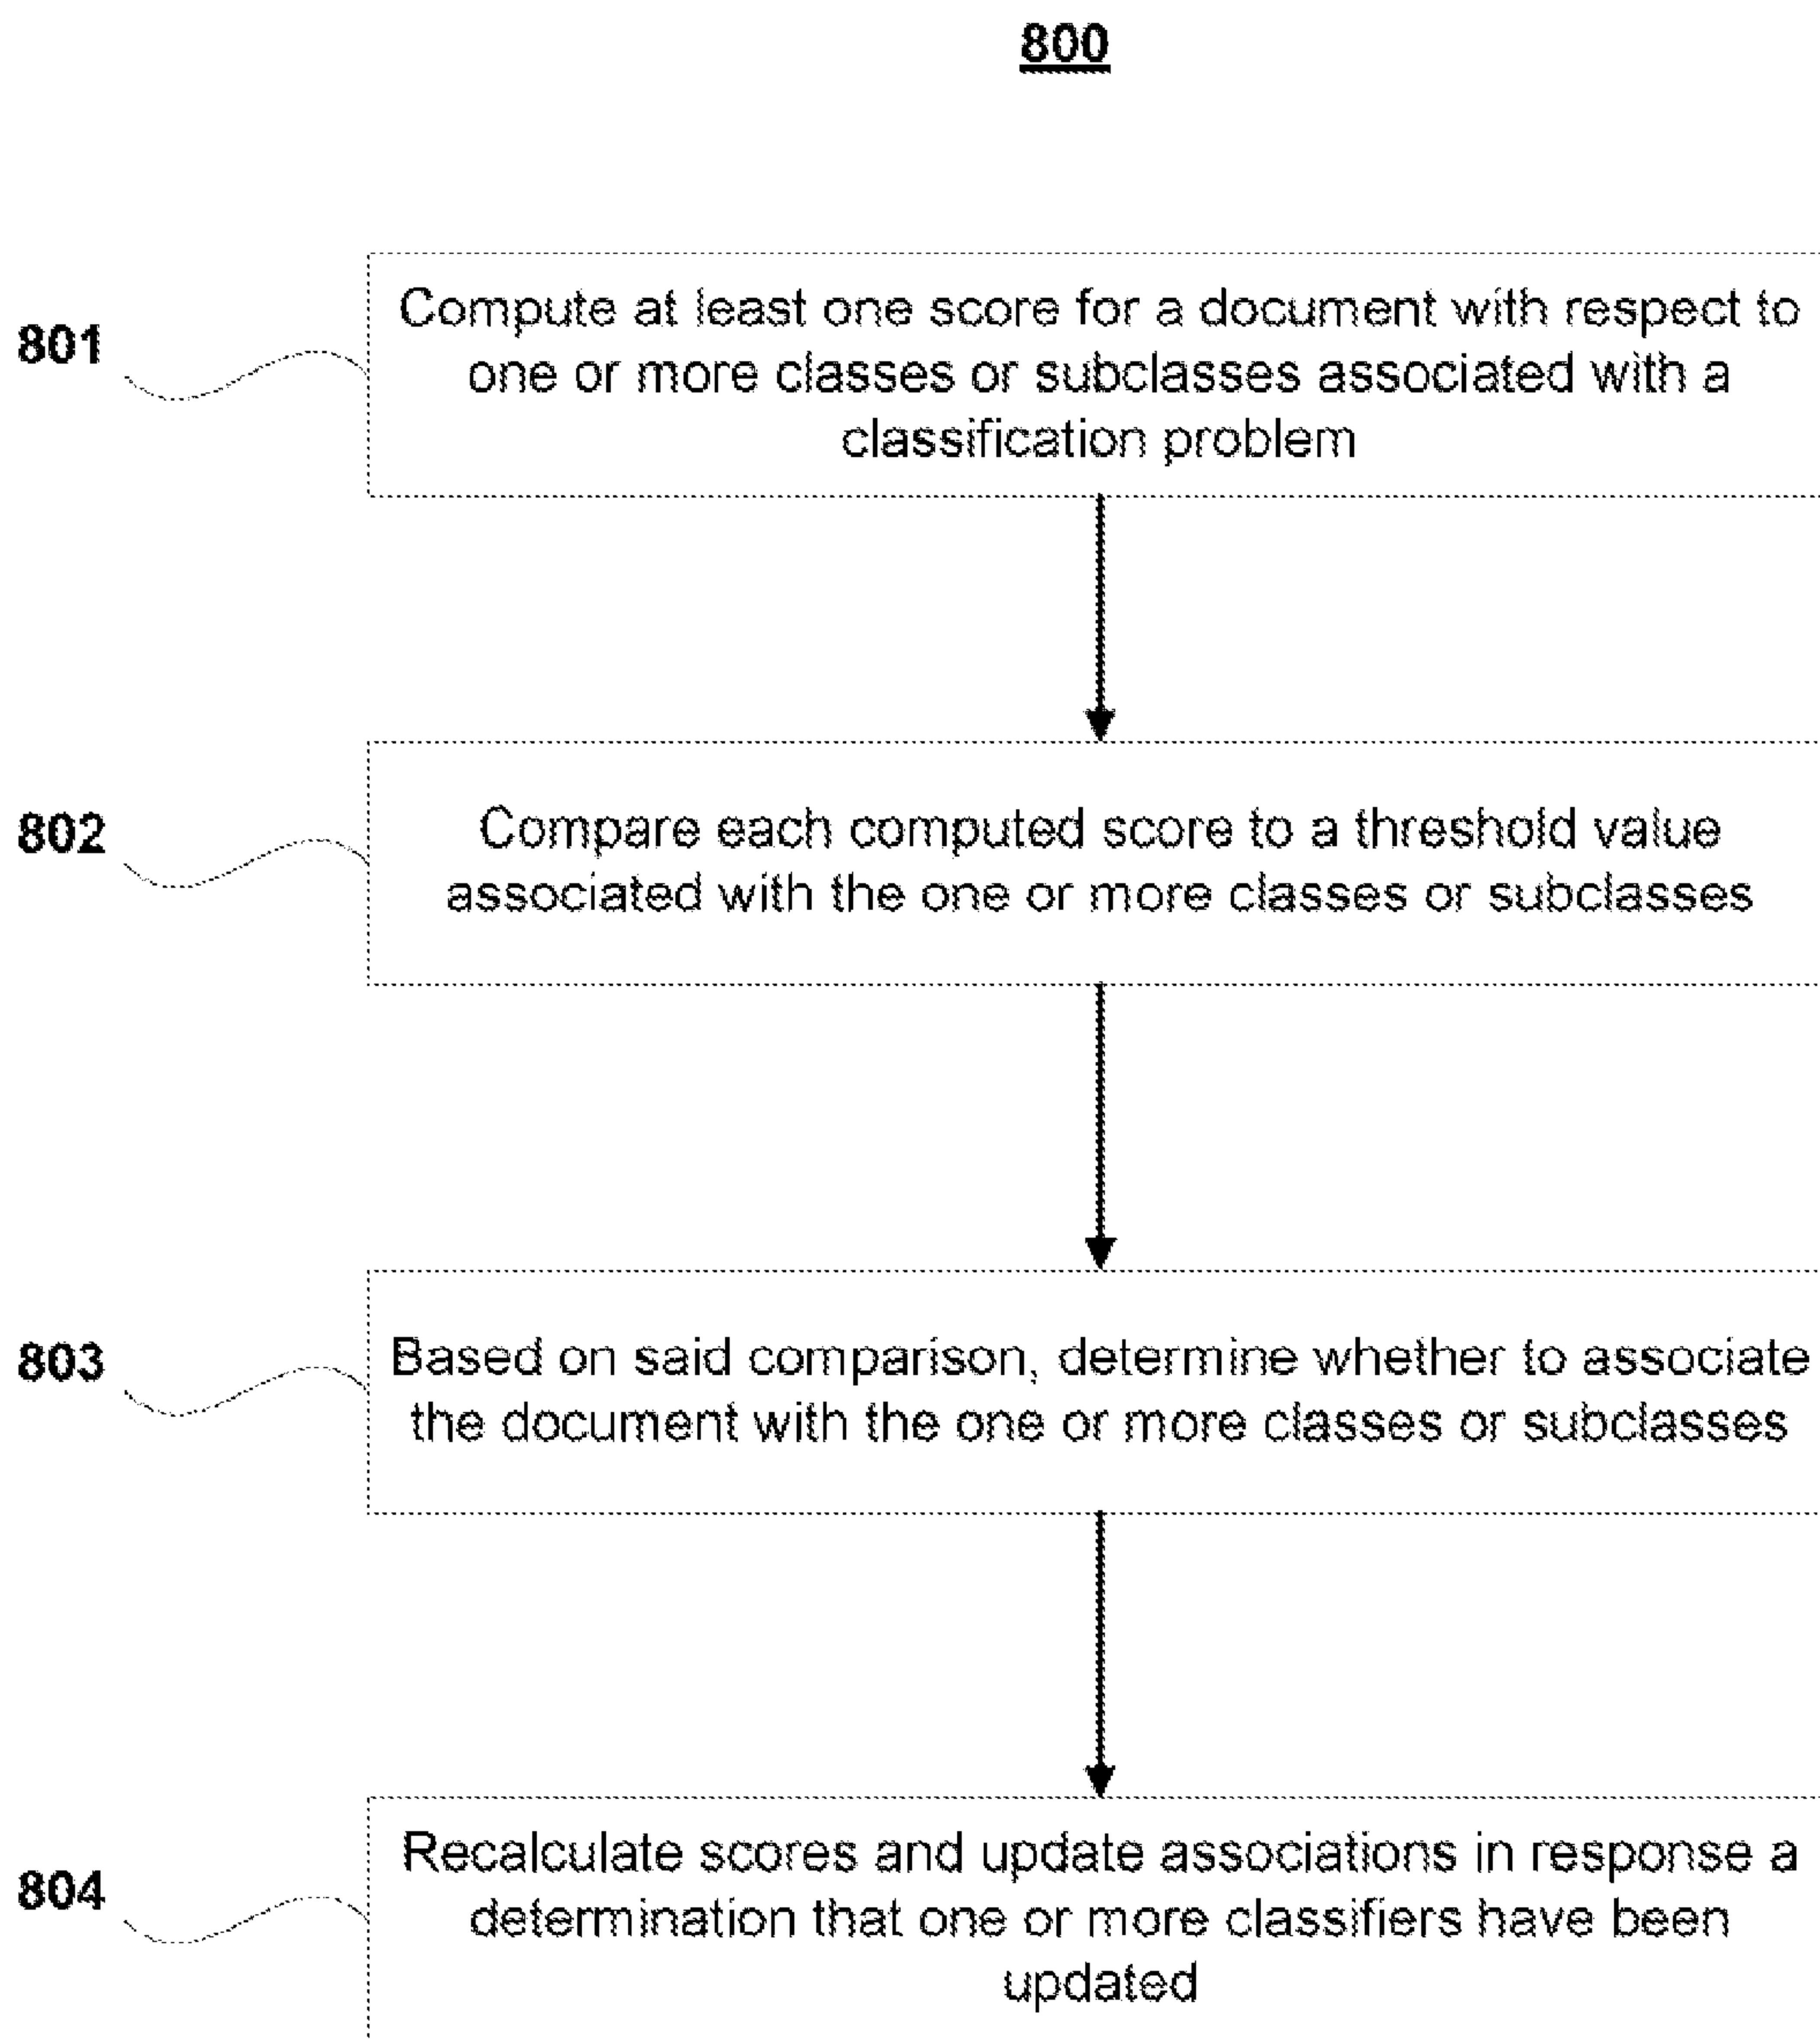 800
801
Compute at least one score for a document with respect to
one or more classes or subclasses associated with a
classification problem
802
Compare each computed score to a threshold value
associated with the one or more classes or subclasses
803
Based on said comparison, determine whether to associate
the document with the one or more classes or subclasses
804
Recalculate scores and update associations in response a
determination that one or more classifiers have been
updated